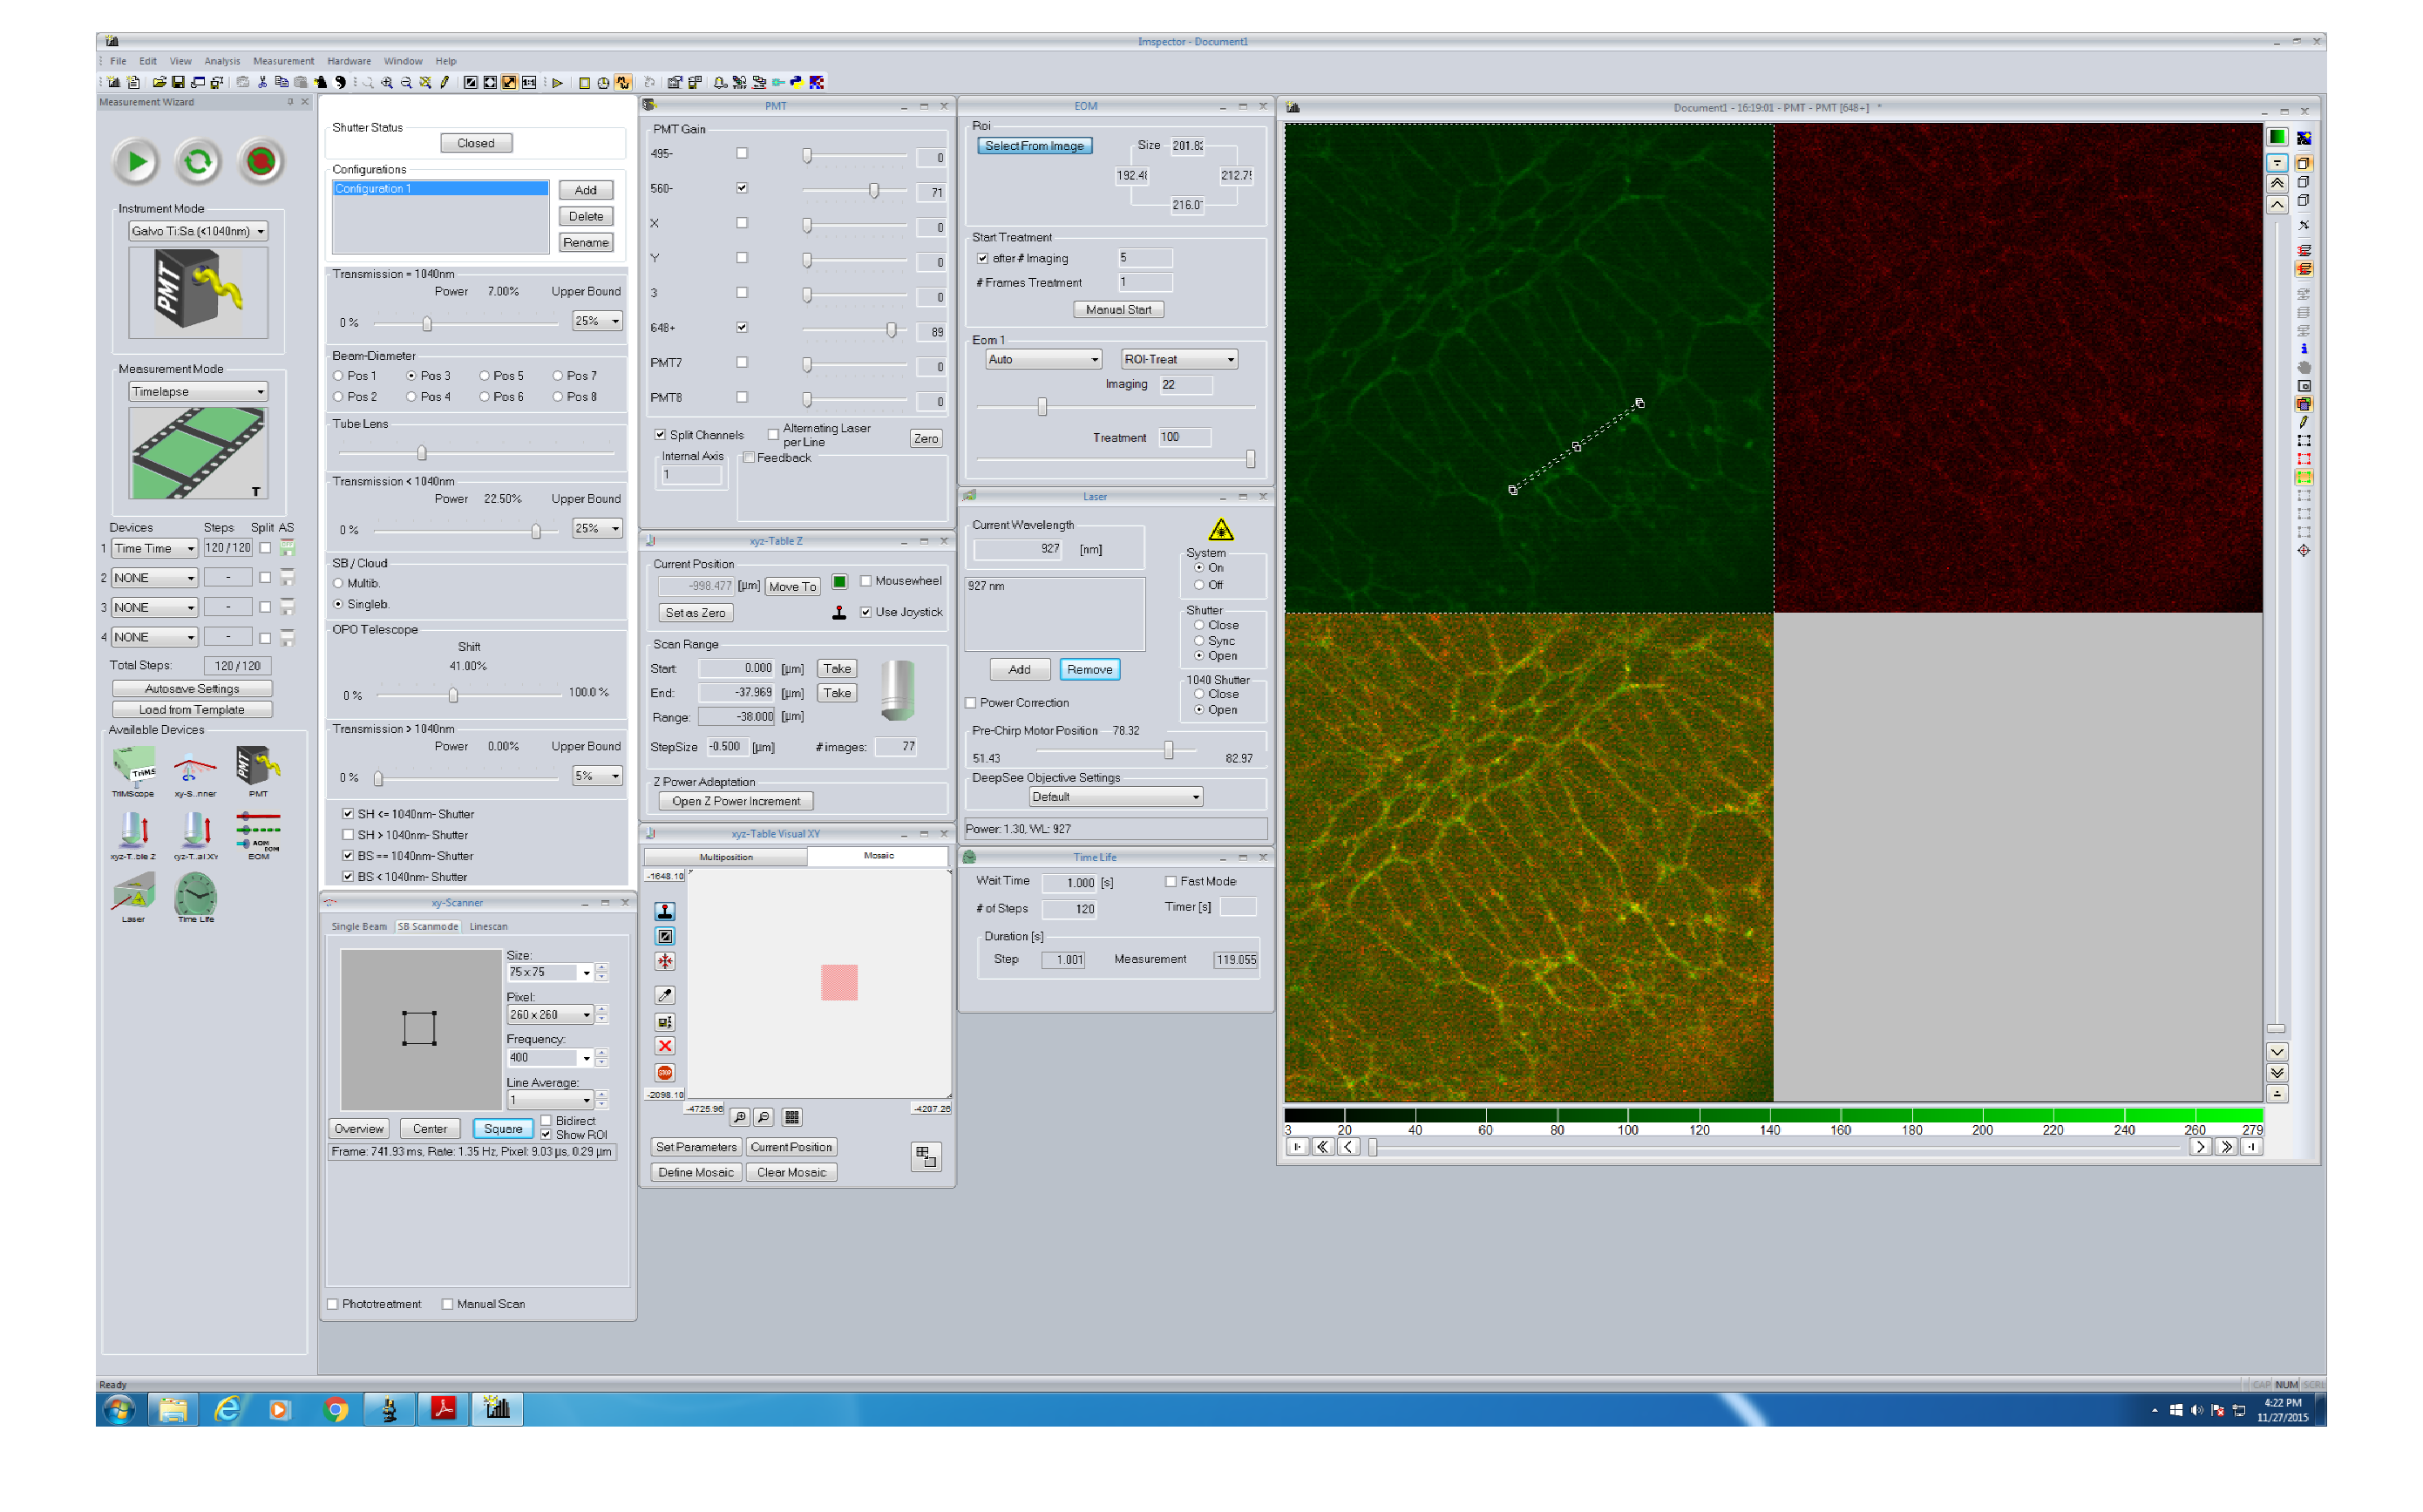 Imspector - Document1
File Edit View Analysis Measurement Hardware Window Help
Measurement Wizard
Instrument Mode
Galvo Ti:Sa (<1040nm)
PMT
Measurement Mode
Timelapse
T
Devices Steps Split AS
1 Time Time 120 / 120
2 NONE -
3 NONE -
4 NONE -
Total Steps: 120 / 120
Autosave Settings
Load from Template
Available Devices
TriMScope xy-S..nner PMT
xyz-T..ble Z xyz-T..al XY EOM
Laser Time Life
Shutter Status
Closed
Configurations
Configuration 1
Add
Delete
Rename
Transmission = 1040nm
Power 7.00% Upper Bound
0 % 25%
Beam-Diameter
Pos 1 Pos 3 Pos 5 Pos 7
Pos 2 Pos 4 Pos 6 Pos 8
Tube Lens
Transmission < 1040nm
Power 22.50% Upper Bound
0 % 25%
SB / Cloud
Multib.
Singleb.
OPO Telescope
Shift
41.00%
0 % 100.0 %
Transmission > 1040nm
Power 0.00% Upper Bound
0 % 5%
SH <= 1040nm- Shutter
SH > 1040nm- Shutter
BS == 1040nm- Shutter
BS < 1040nm- Shutter
xy-Scanner
Single Beam SB Scanmode Linescan
Size:
75 x 75
Pixel:
260 x 260
Frequency:
400
Line Average:
1
Overview Center Square Bidirect
Show ROI
Frame: 741.93 ms, Rate: 1.35 Hz, Pixel: 9.03 µs, 0.29 µm
Phototreatment Manual Scan
PMT
PMT Gain
495- 0
560- 71
X 0
Y 0
3 0
648+ 89
PMT7 0
PMT8 0
Split Channels Alternating Laser per Line Zero
Internal Axis Feedback
1
xyz-Table Z
Current Position
-998.477 [µm] Move To Mousewheel
Set as Zero Use Joystick
Scan Range
Start: 0.000 [µm] Take
End: -37.969 [µm] Take
Range: -38.000 [µm]
StepSize -0.500 [µm] # images: 77
Z Power Adaptation
Open Z Power Increment
xyz-Table Visual XY
Multiposition Mosaic
-1648.10
STOP
-2098.10
-4725.96 -4207.26
Set Parameters Current Position
Define Mosaic Clear Mosaic
EOM
Roi
Select From Image Size 201.82
192.48 212.75
216.0
Start Treatment
after # Imaging 5
# Frames Treatment 1
Manual Start
Eom 1
Auto ROI-Treat
Imaging 22
Treatment 100
Laser
Current Wavelength
927 [nm]
927 nm
System
On
Off
Shutter
Close
Sync
Open
Add Remove
1040 Shutter
Close
Open
Power Correction
Pre-Chirp Motor Position 78.32
51.43 82.97
DeepSee Objective Settings
Default
Power: 1.30, WL: 927
Time Life
Wait Time 1.000 [s] Fast Mode
# of Steps 120 Timer [s]
Duration [s]
Step 1.001 Measurement 119.055
Document1 - 16:19:01 - PMT - PMT [648+] *
3 20 40 60 80 100 120 140 160 180 200 220 240 260 279
Ready
CAP NUM SCRL
4:22 PM
11/27/2015